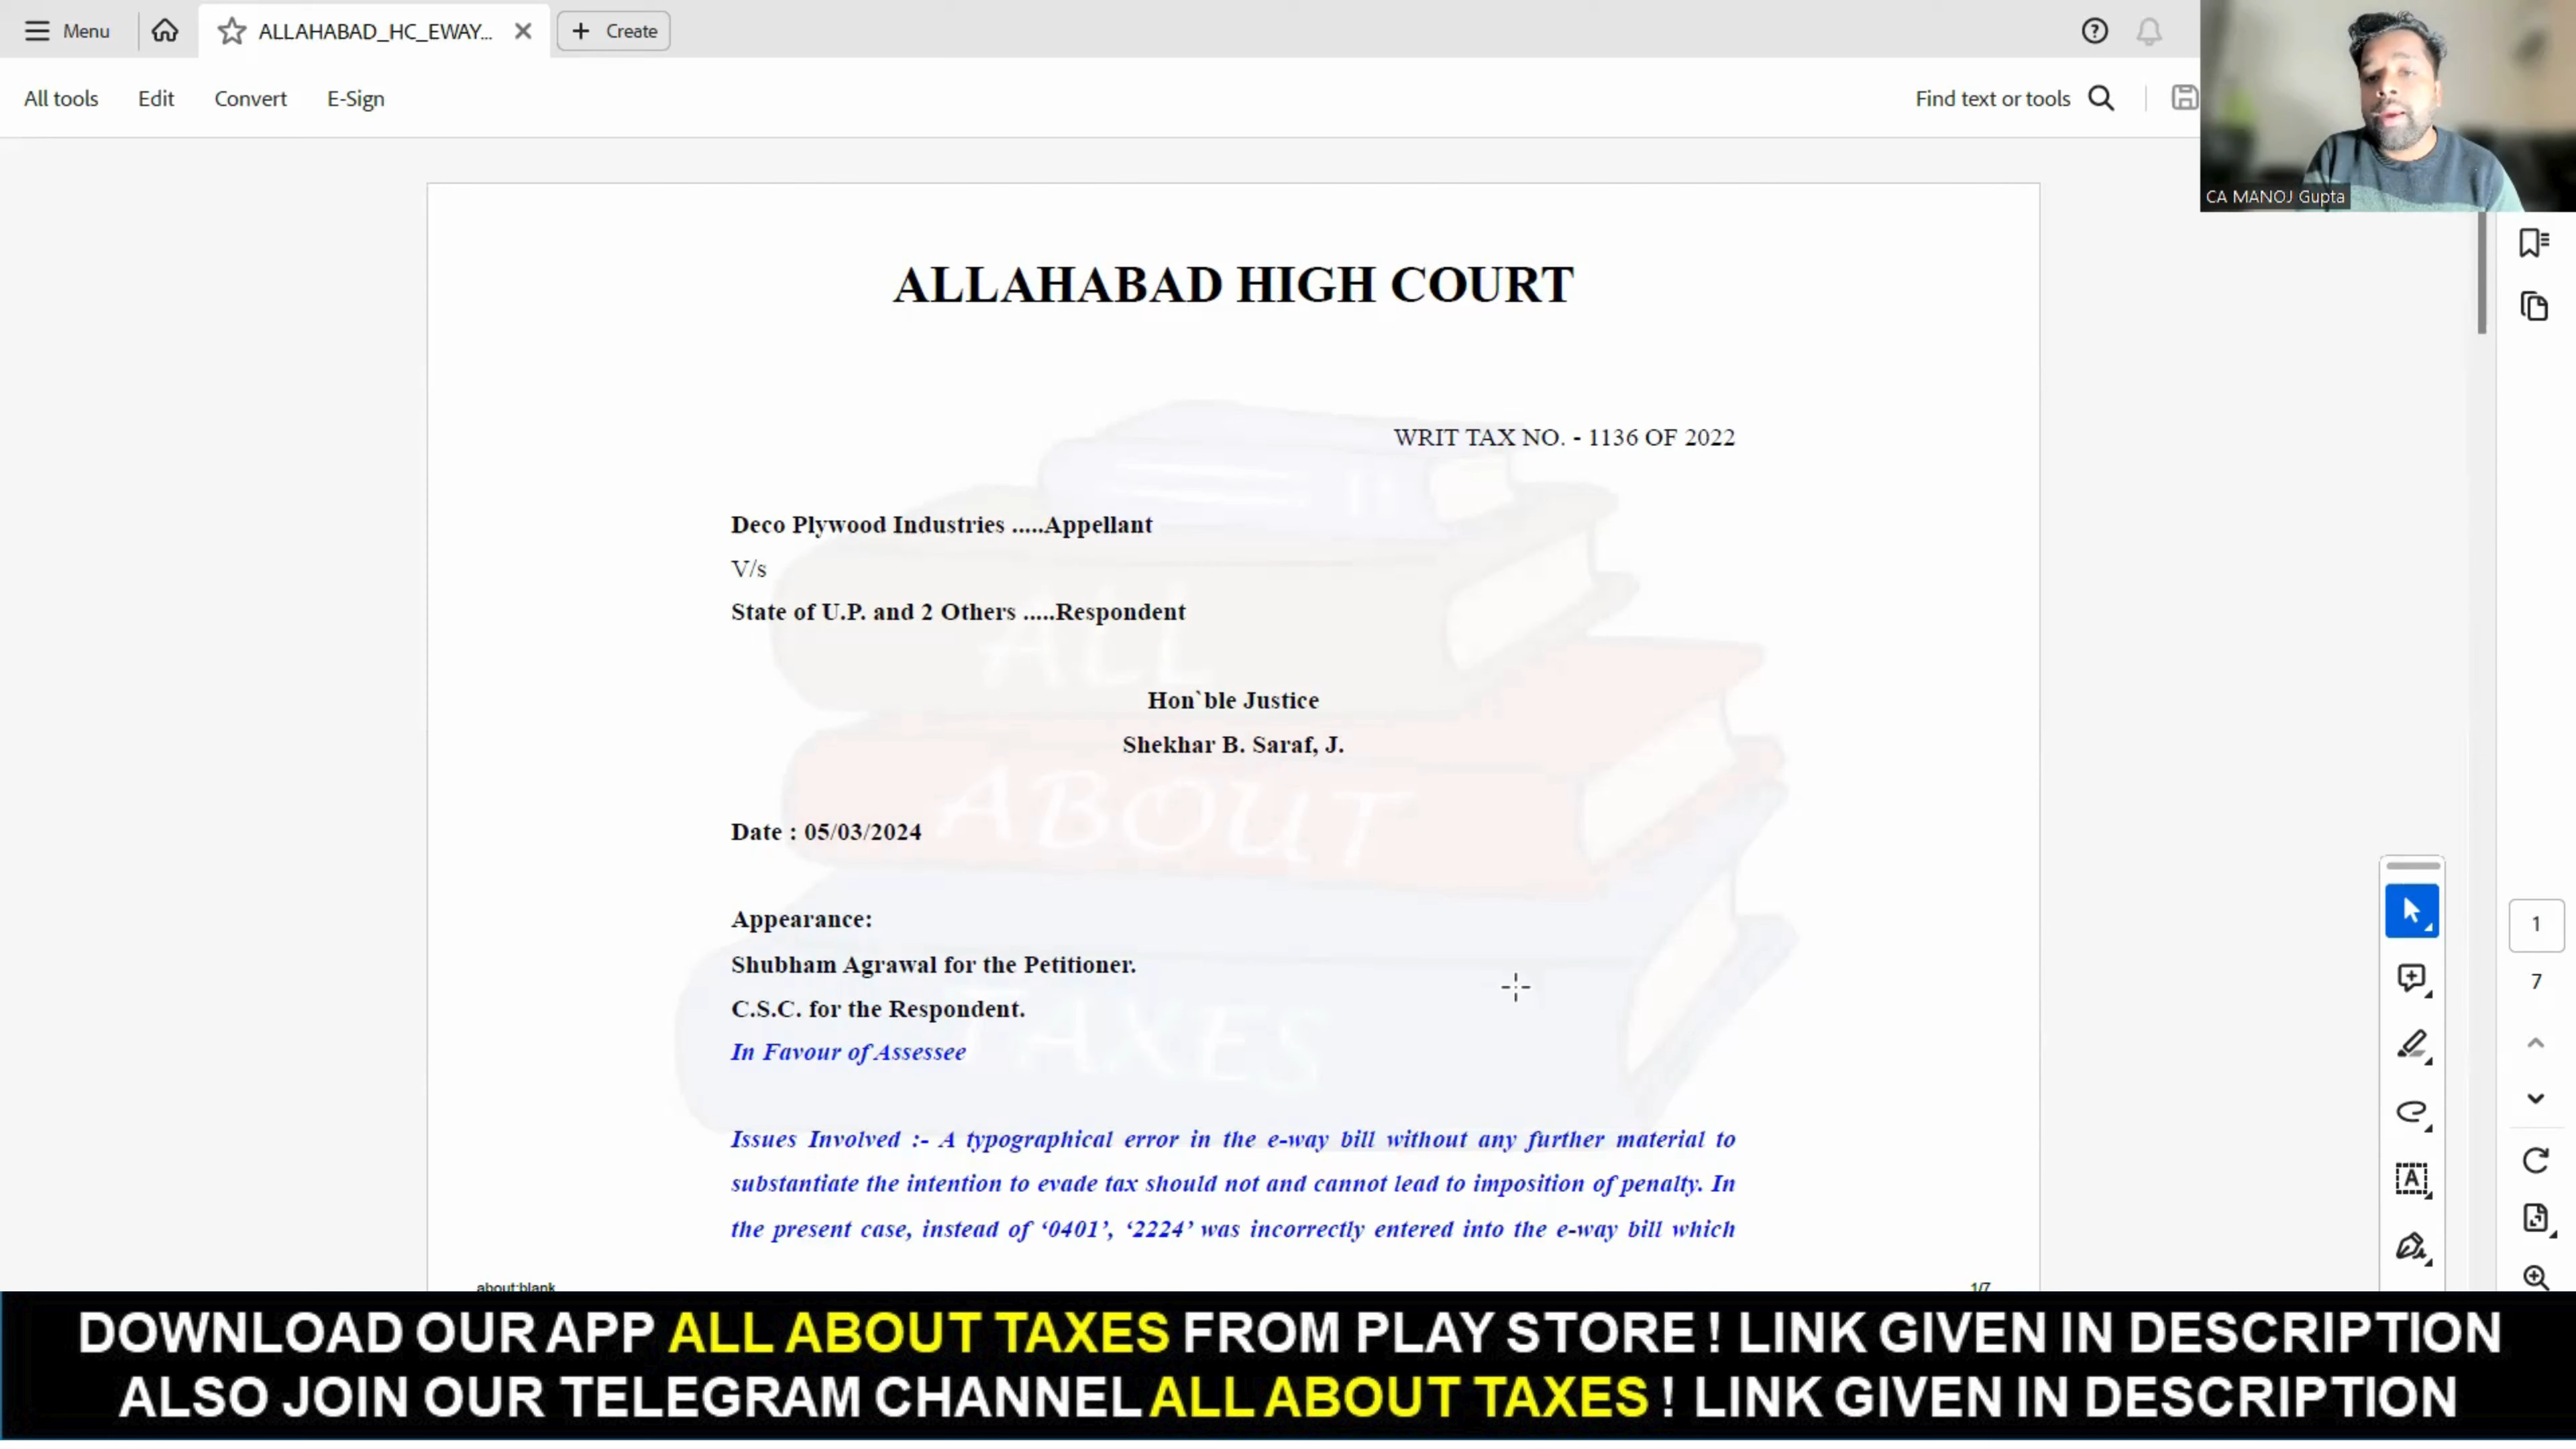 Menu
ALLAHABAD_HC_EWAY...
Create
All tools
Edit
Convert
E-Sign
Find text or tools
CA MANOJ Gupta
ALLAHABAD HIGH COURT
WRIT TAX NO. - 1136 OF 2022
Deco Plywood Industries .....Appellant
V/s
State of U.P. and 2 Others .....Respondent
ALL
Hon`ble Justice
Shekhar B. Saraf, J.
ABOUT
Date : 05/03/2024
Appearance:
Shubham Agrawal for the Petitioner.
C.S.C. for the Respondent.
TAXES
In Favour of Assessee
Issues Involved :- A typographical error in the e-way bill without any further material to
substantiate the intention to evade tax should not and cannot lead to imposition of penalty. In
the present case, instead of ‘0401’, ‘2224’ was incorrectly entered into the e-way bill which
about:blank
1/7
1
7
DOWNLOAD OUR APP ALL ABOUT TAXES FROM PLAY STORE ! LINK GIVEN IN DESCRIPTION
ALSO JOIN OUR TELEGRAM CHANNEL ALL ABOUT TAXES ! LINK GIVEN IN DESCRIPTION